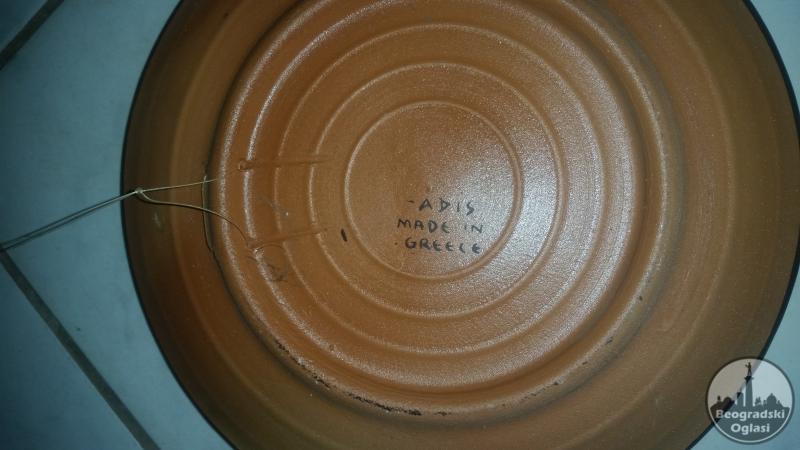 -ADIS
MADE IN
.GREECE
Beogradski
Oglasi